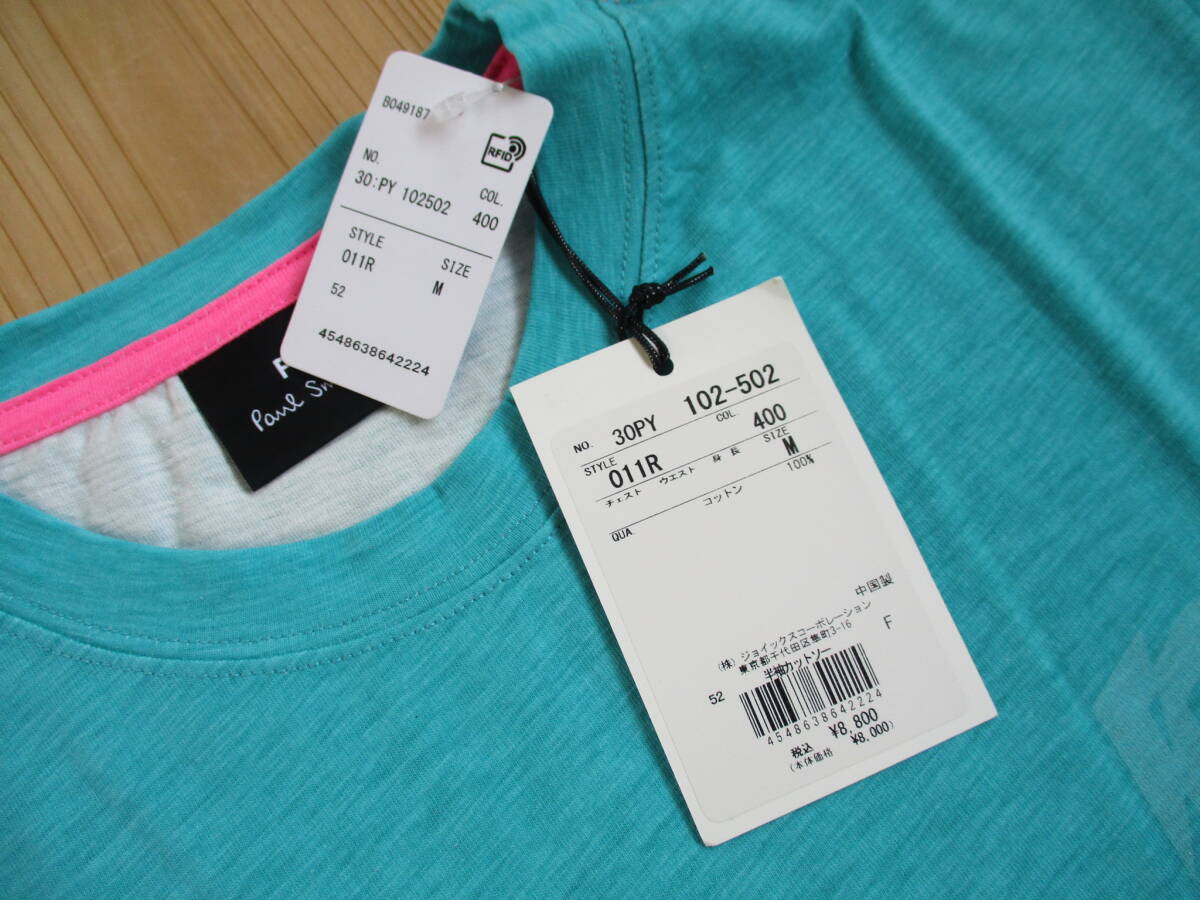 B049187
RFID
NO.
30:PY 102502
COL.
400
STYLE
011R
SIZE
M
52
4548638642224
Paul
NO. 30PY 102-502
COL.
STYLE 400
011R SIZE
チェスト ウエスト 身長 M
コットン 100%
QUA.
中国製
(株)ジョイックスコーポレーション
東京都千代田区隼町3-16 F
半袖カットソー
52
4548638642224
税込 ¥8,800
(本体価格 ¥8,000)